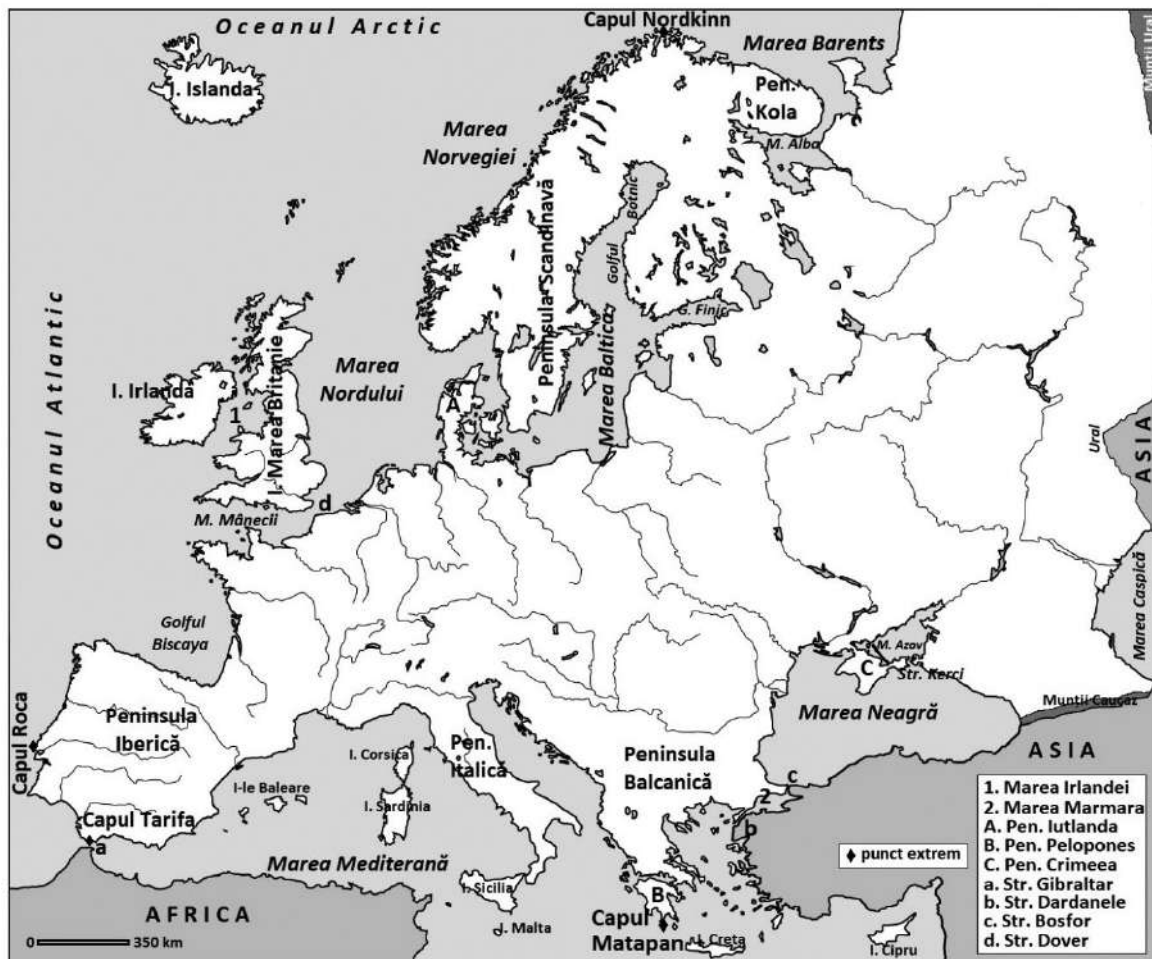 Oceanul Arctic
Capul Nordkinn
Marea Barents
Munții Ural
I. Islanda
Pen.
Kola
Marea
Norvegiei
M. Alba
Botnic
Golful
Peninsula Scandinavă
G. Finic
Marea Baltica
Oceanul Atlantic
Marea
Nordului
I. Irlanda
I. Marea Britanie
1
A
d
M. Mânecii
Ural
ASIA
Golful
Biscaya
Marea Caspică
M. Azov
C
Str. Kerci
Marea Neagră
Munții Caucaz
ASIA
Capul Roca
Peninsula
Iberică
I. Corsica
Pen.
Italică
Peninsula
Balcanică
I-le Baleare
I. Sardinia
c
2
b
Capul Tarifa
a
Marea Mediterană
I. Sicilia
B
I. Malta
Capul
Matapan
I. Creta
I. Cipru
AFRICA
0 350 km
punct extrem
1. Marea Irlandei
2. Marea Marmara
A. Pen. Iutlanda
B. Pen. Pelopones
C. Pen. Crimeea
a. Str. Gibraltar
b. Str. Dardanele
c. Str. Bosfor
d. Str. Dover